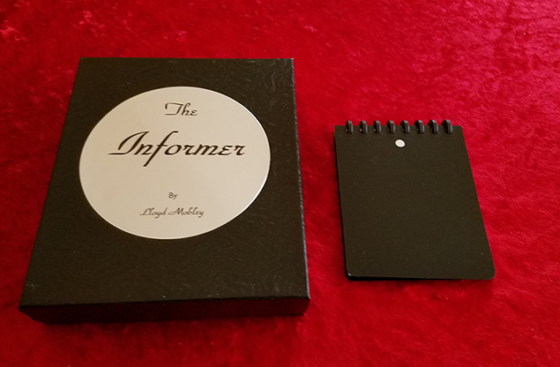 The
Informer
By
Lloyd Mobley